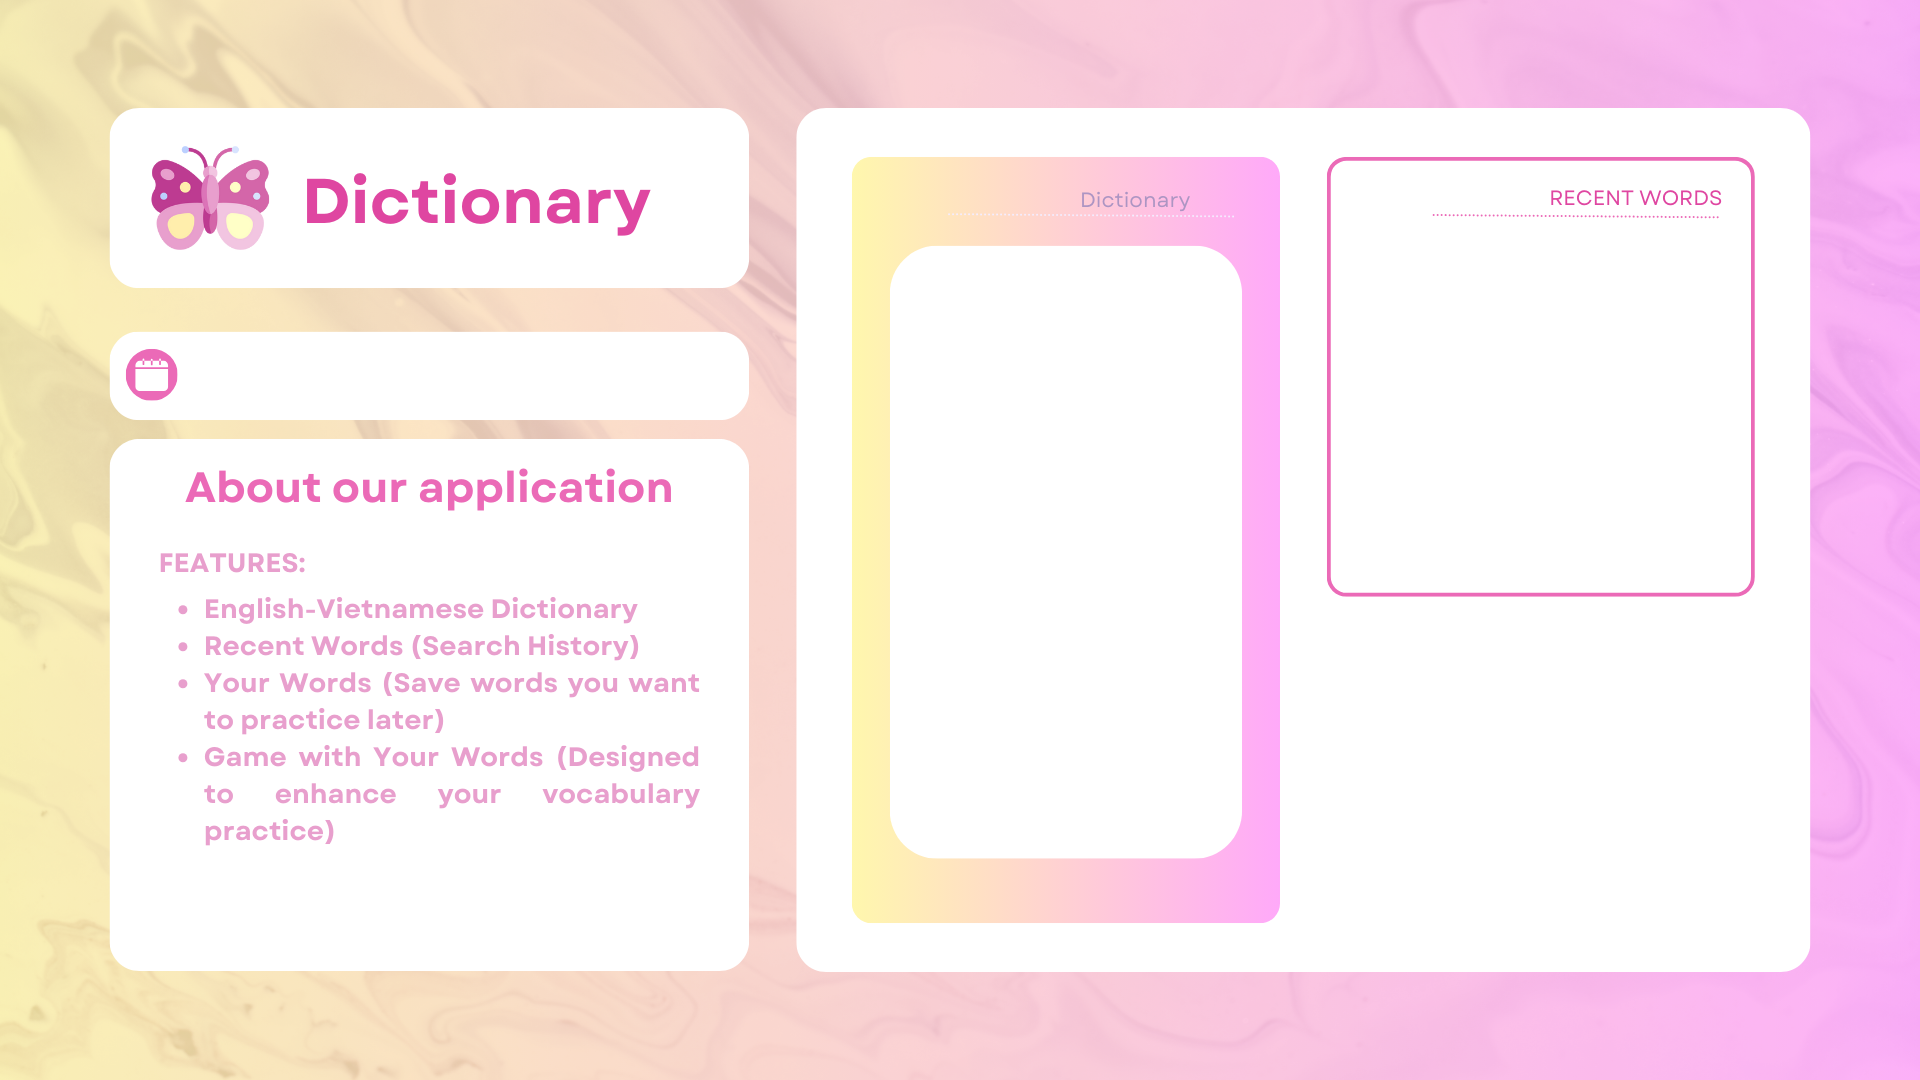 Dictionary
About our application
FEATURES:
• English-Vietnamese Dictionary
• Recent Words (Search History)
• Your Words (Save words you want
to practice later)
• Game with Your Words (Designed
to enhance your vocabulary
practice)
Dictionary
RECENT WORDS